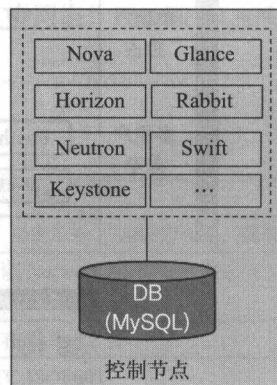 Nova Glance
Horizon Rabbit
Neutron Swift
Keystone …
DB
(MySQL)
控制节点